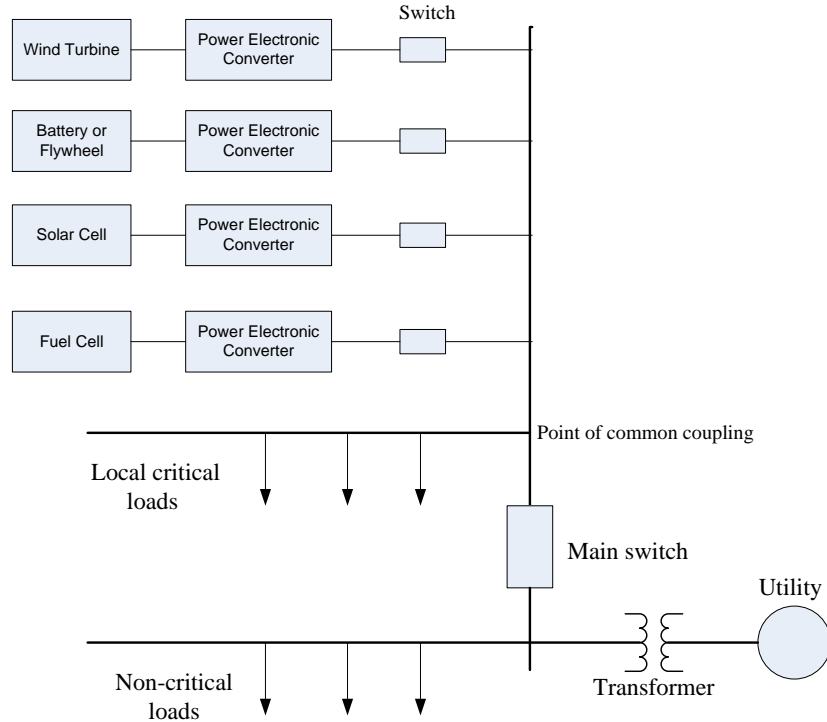 Switch
Wind Turbine
Power Electronic
Converter
Battery or
Flywheel
Power Electronic
Converter
Solar Cell
Power Electronic
Converter
Fuel Cell
Power Electronic
Converter
Point of common coupling
Local critical
loads
Main switch
Utility
Transformer
Non-critical
loads